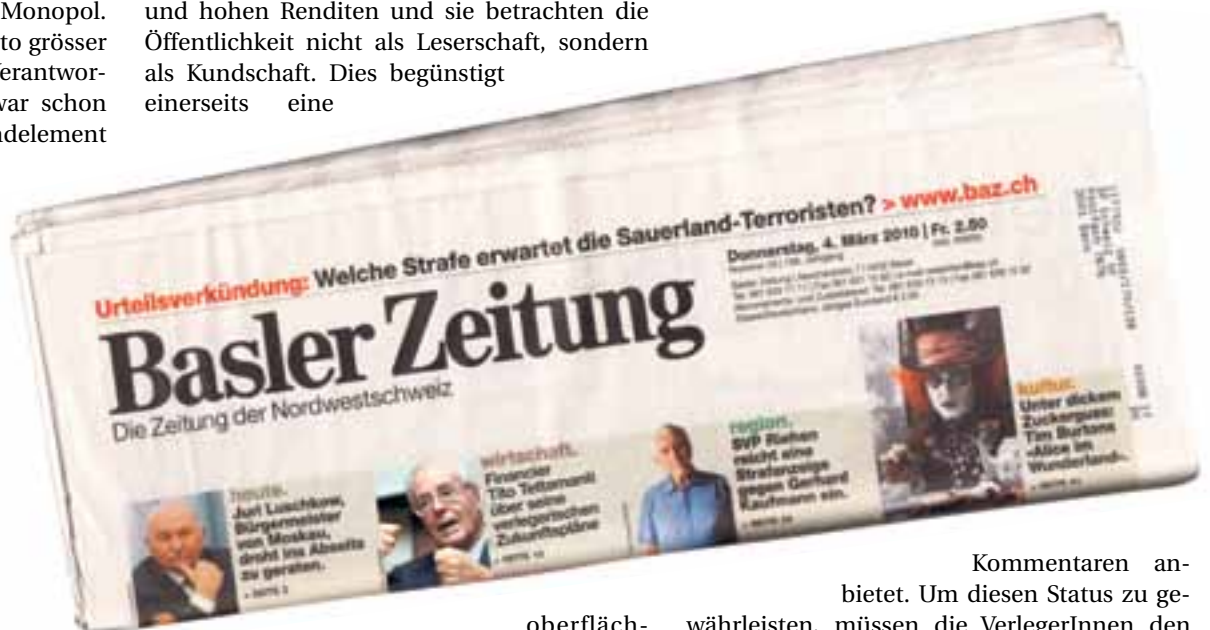 Monopol.
to grösser
erantwor-
var schon
delement
und hohen Renditen und sie betrachten die
Öffentlichkeit nicht als Leserschaft, sondern
als Kundschaft. Dies begünstigt
einerseits eine
Urteilsverkündung: Welche Strafe erwartet die Sauerland-Terroristen? > www.baz.ch
Basler Zeitung
Die Zeitung der Nordwestschweiz
Donnerstag, 4. März 2010 | Fr. 2.50
heute.
Juri Luschkow,
Bürgermeister
von Moskau,
droht ins Abseits
zu geraten.
wirtschaft.
Financier
Tito Tettamanti
über seine
verlegerischen
Zukunftspläne
region.
SVP Riehen
reicht eine
Strafanzeige
gegen Gerhard
Kaufmann ein.
kultur.
Unter dickem
Zuckerguss:
Tim Burtons
«Alice im
Wunderland».
oberfläch-
Kommentaren an-
bietet. Um diesen Status zu ge-
währleisten, müssen die VerlegerInnen den